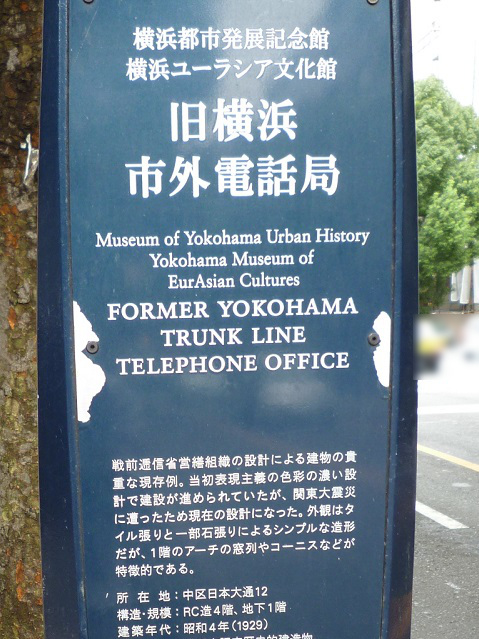 横浜都市発展記念館
横浜ユーラシア文化館
旧横浜
市外電話局
Museum of Yokohama Urban History
Yokohama Museum of
EurAsian Cultures
FORMER YOKOHAMA
TRUNK LINE
TELEPHONE OFFICE
戦前逓信省営繕組織の設計による建物の貴
重な現存例。当初表現主義の色彩の濃い設
計で建設が進められていたが、関東大震災
に遭ったため現在の設計になった。外観はタ
イル張りと一部石張りによるシンプルな造形
だが、1階のアーチの窓列やコーニスなどが
特徴的である。
所在地：中区日本大通12
構造・規模：RC造4階、地下1階
建築年代：昭和4年（1929）